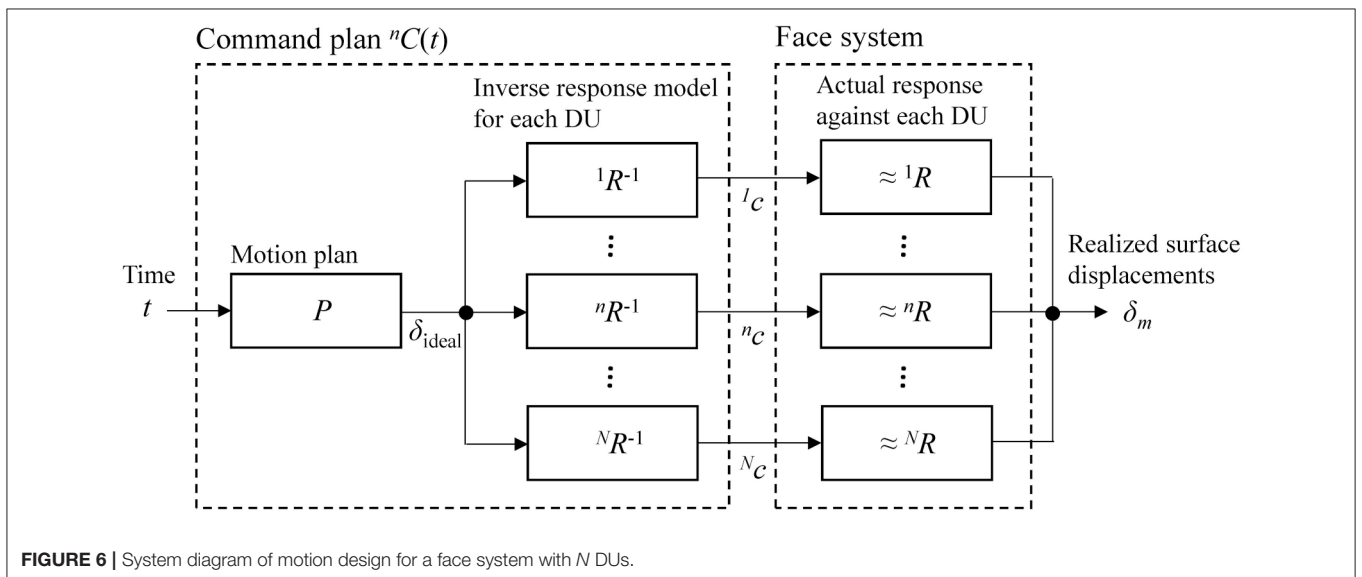 Command plan ⁿC(t)
Face system
Inverse response model
for each DU
Actual response
against each DU
¹R⁻¹
¹c
≈ ¹R
⋮
⋮
Motion plan
Time
t
P
δideal
ⁿR⁻¹
ⁿc
≈ ⁿR
Realized surface
displacements
δm
⋮
⋮
ᴺR⁻¹
ᴺc
≈ ᴺR
FIGURE 6 | System diagram of motion design for a face system with N DUs.